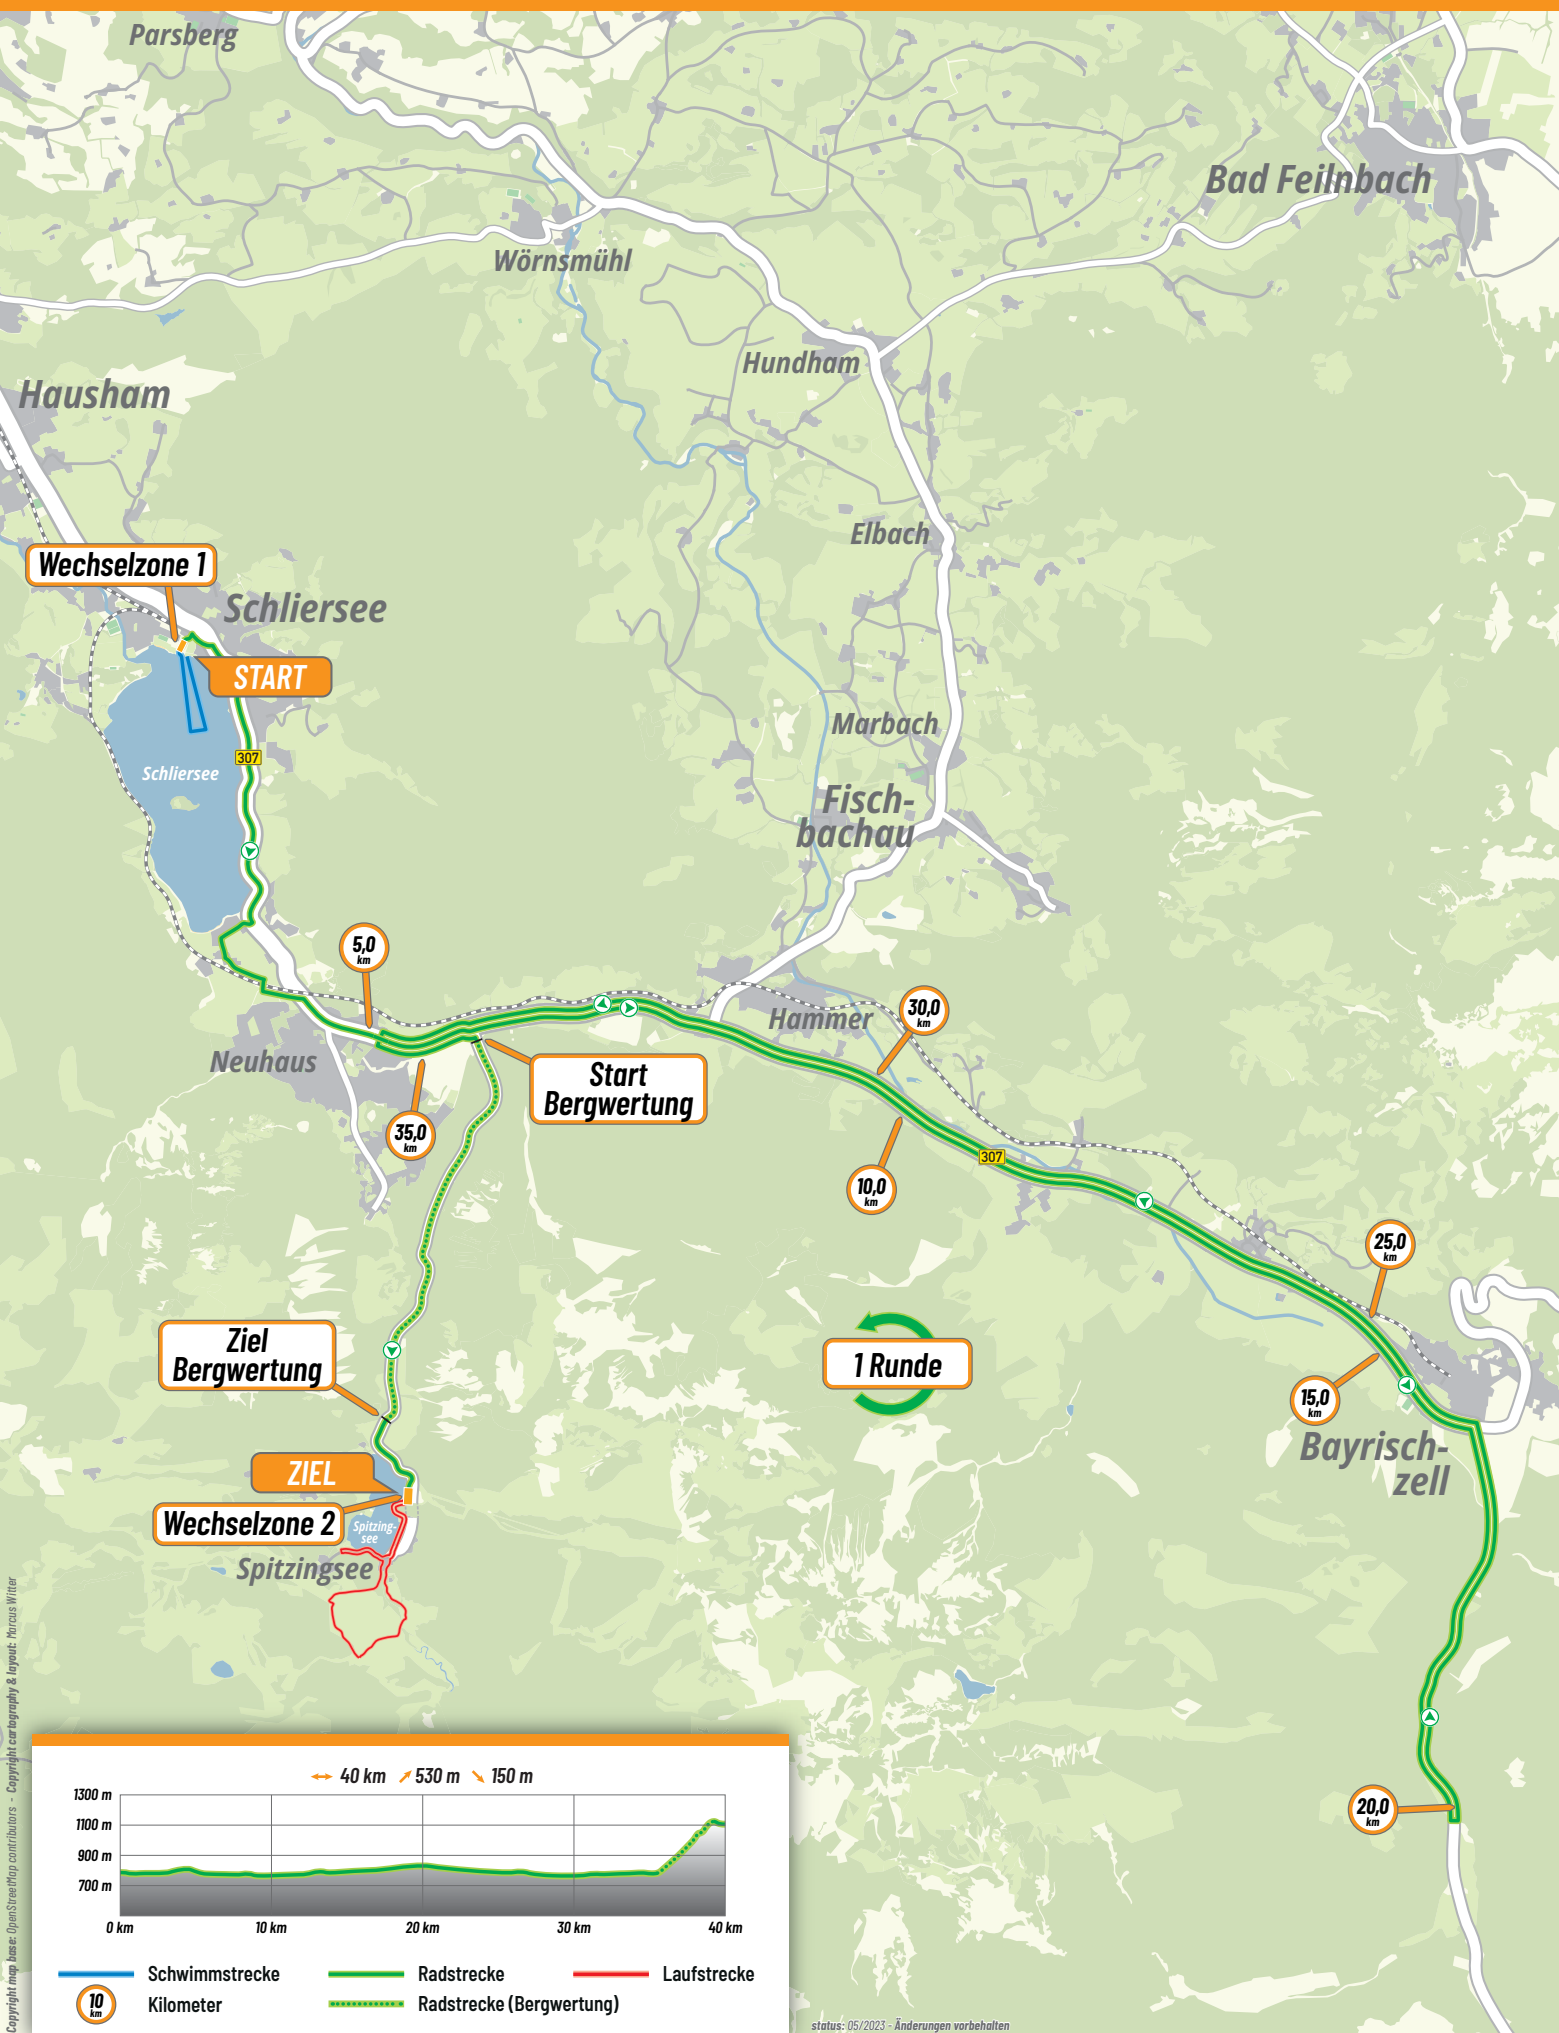 Parsberg
Bad Feilnbach
Wörnsmühl
Hundham
Hausham
Elbach
Wechselzone 1
Schliersee
START
Marbach
307
Schliersee
Fisch-
bachau
5,0
km
30,0
km
Hammer
Neuhaus
Start
Bergwertung
35,0
km
307
10,0
km
25,0
km
Ziel
Bergwertung
1 Runde
15,0
km
Bayrisch-
zell
ZIEL
Wechselzone 2
Spitzing-
see
Spitzingsee
20,0
km
40 km 530 m 150 m
1300 m
1100 m
900 m
700 m
0 km 10 km 20 km 30 km 40 km
Schwimmstrecke Radstrecke Laufstrecke
10
km
Kilometer Radstrecke (Bergwertung)
status: 05/2023 - Änderungen vorbehalten
Copyright map base: OpenStreetMap contributors - Copyright cartography & layout: Marcus Witter